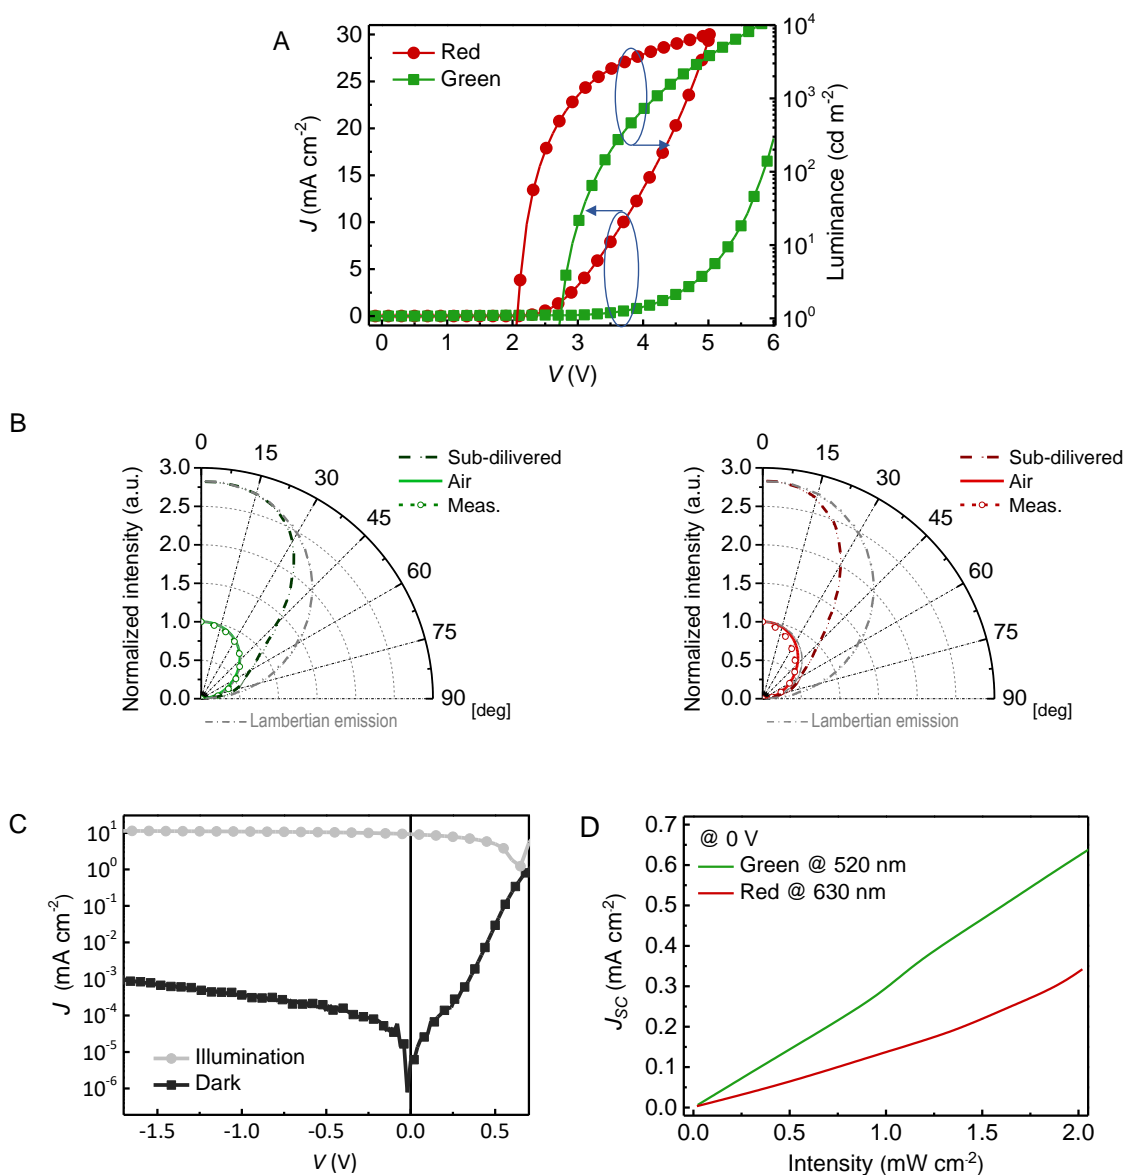 A
Red
Green
J (mA cm-2)
30
25
20
15
10
5
0
10^4
10^3
10^2
10^1
10^0
Luminance (cd m-2)
0 1 2 3 4 5 6
V (V)
B
Normalized intensity (a.u.)
3.0
2.5
2.0
1.5
1.0
0.5
0.0
0
15
30
45
60
75
90
[deg]
Sub-dilivered
Air
Meas.
Lambertian emission
Normalized intensity (a.u.)
3.0
2.5
2.0
1.5
1.0
0.5
0.0
0
15
30
45
60
75
90
[deg]
Sub-dilivered
Air
Meas.
Lambertian emission
C
J (mA cm-2)
10^1
10^0
10^-1
10^-2
10^-3
10^-4
10^-5
10^-6
Illumination
Dark
-1.5 -1.0 -0.5 0.0 0.5
V (V)
D
@ 0 V
Green @ 520 nm
Red @ 630 nm
JSC (mA cm-2)
0.7
0.6
0.5
0.4
0.3
0.2
0.1
0.0
0.0 0.5 1.0 1.5 2.0
Intensity (mW cm-2)